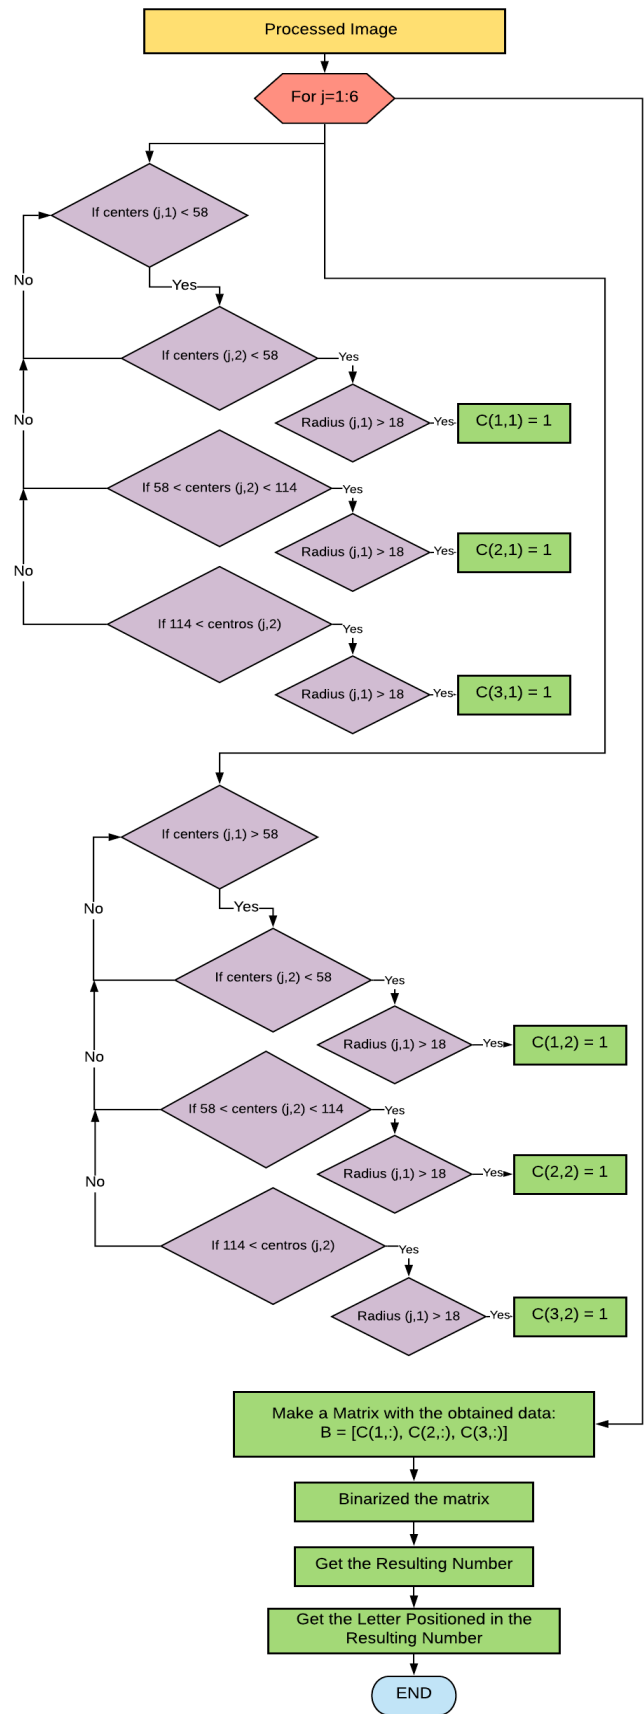 Processed Image
For j=1:6
If centers (j,1) < 58
No
Yes
If centers (j,2) < 58
Yes
Radius (j,1) > 18
Yes
C(1,1) = 1
No
If 58 < centers (j,2) < 114
Yes
Radius (j,1) > 18
Yes
C(2,1) = 1
No
If 114 < centros (j,2)
Yes
Radius (j,1) > 18
Yes
C(3,1) = 1
If centers (j,1) > 58
No
Yes
If centers (j,2) < 58
Yes
Radius (j,1) > 18
Yes
C(1,2) = 1
No
If 58 < centers (j,2) < 114
Yes
Radius (j,1) > 18
Yes
C(2,2) = 1
No
If 114 < centros (j,2)
Yes
Radius (j,1) > 18
Yes
C(3,2) = 1
Make a Matrix with the obtained data:
B = [C(1,:), C(2,:), C(3,:)]
Binarized the matrix
Get the Resulting Number
Get the Letter Positioned in the
Resulting Number
END